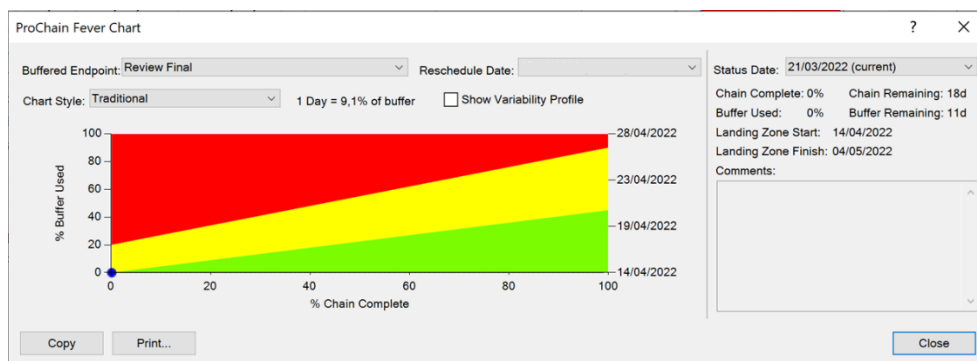 ProChain Fever Chart
? X
Buffered Endpoint: Review Final
Reschedule Date:
Chart Style: Traditional
1 Day = 9,1% of buffer
Show Variability Profile
100
80
60
40
20
0
% Buffer Used
28/04/2022
23/04/2022
19/04/2022
14/04/2022
0 20 40 60 80 100
% Chain Complete
Status Date: 21/03/2022 (current)
Chain Complete: 0% Chain Remaining: 18d
Buffer Used: 0% Buffer Remaining: 11d
Landing Zone Start: 14/04/2022
Landing Zone Finish: 04/05/2022
Comments:
Copy
Print...
Close